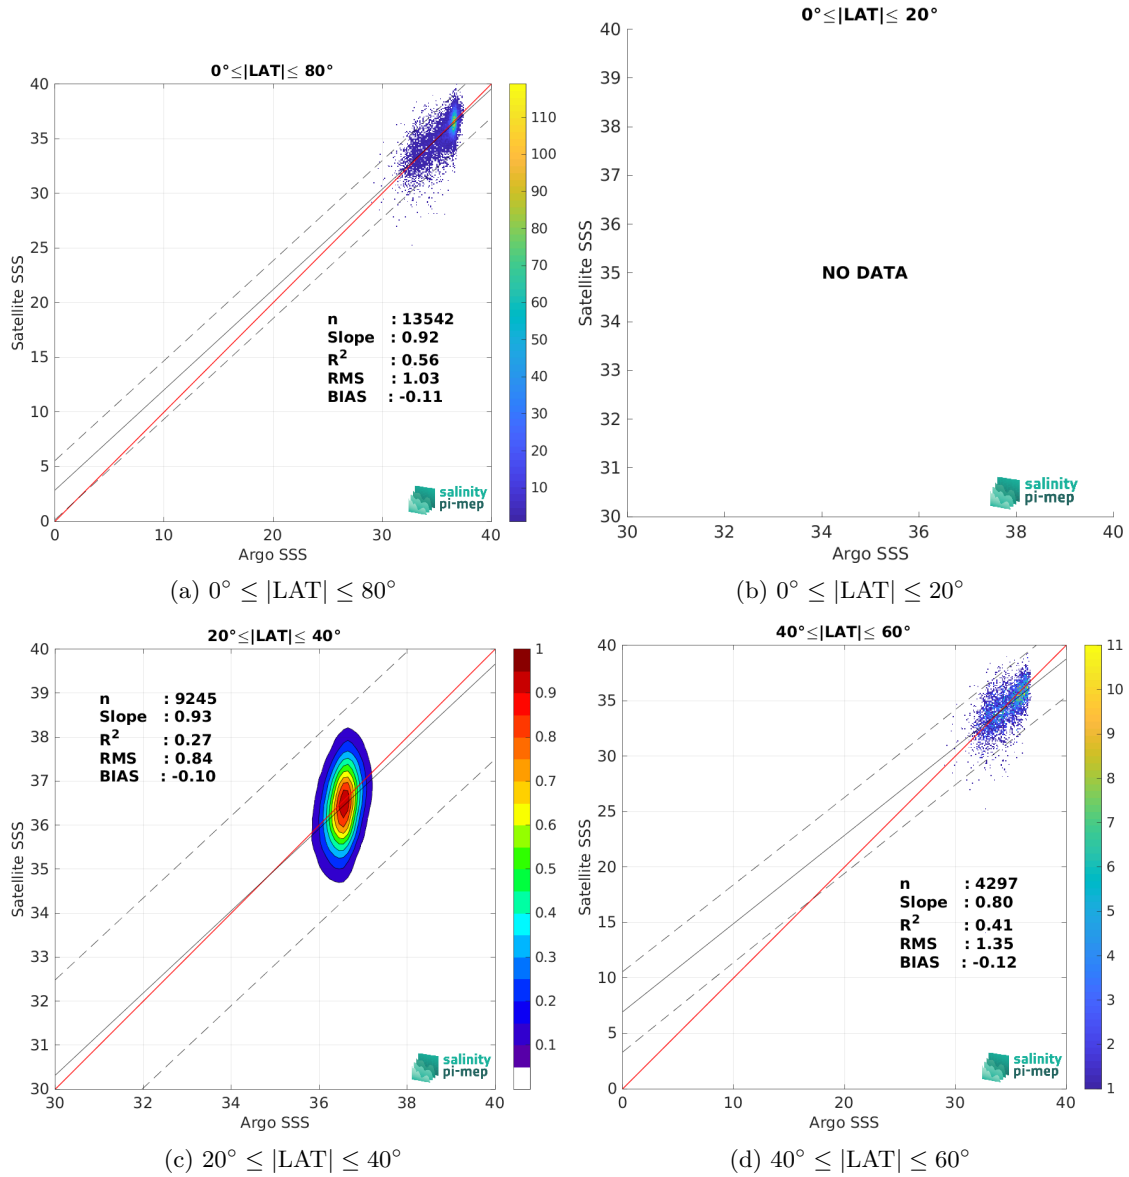 0°≤|LAT|≤ 80°
40
35
30
25
20
15
10
5
0
0
10
20
30
40
Satellite SSS
Argo SSS
n : 13542
Slope : 0.92
R² : 0.56
RMS : 1.03
BIAS : -0.11
salinity
pi-mep
110
100
90
80
70
60
50
40
30
20
10
(a) 0° ≤ |LAT| ≤ 80°
0°≤|LAT|≤ 20°
40
39
38
37
36
35
34
33
32
31
30
30
32
34
36
38
40
Satellite SSS
Argo SSS
NO DATA
salinity
pi-mep
(b) 0° ≤ |LAT| ≤ 20°
20°≤|LAT|≤ 40°
40
39
38
37
36
35
34
33
32
31
30
30
32
34
36
38
40
Satellite SSS
Argo SSS
n : 9245
Slope : 0.93
R² : 0.27
RMS : 0.84
BIAS : -0.10
salinity
pi-mep
1
0.9
0.8
0.7
0.6
0.5
0.4
0.3
0.2
0.1
(c) 20° ≤ |LAT| ≤ 40°
40°≤|LAT|≤ 60°
40
35
30
25
20
15
10
5
0
0
10
20
30
40
Satellite SSS
Argo SSS
n : 4297
Slope : 0.80
R² : 0.41
RMS : 1.35
BIAS : -0.12
salinity
pi-mep
11
10
9
8
7
6
5
4
3
2
1
(d) 40° ≤ |LAT| ≤ 60°